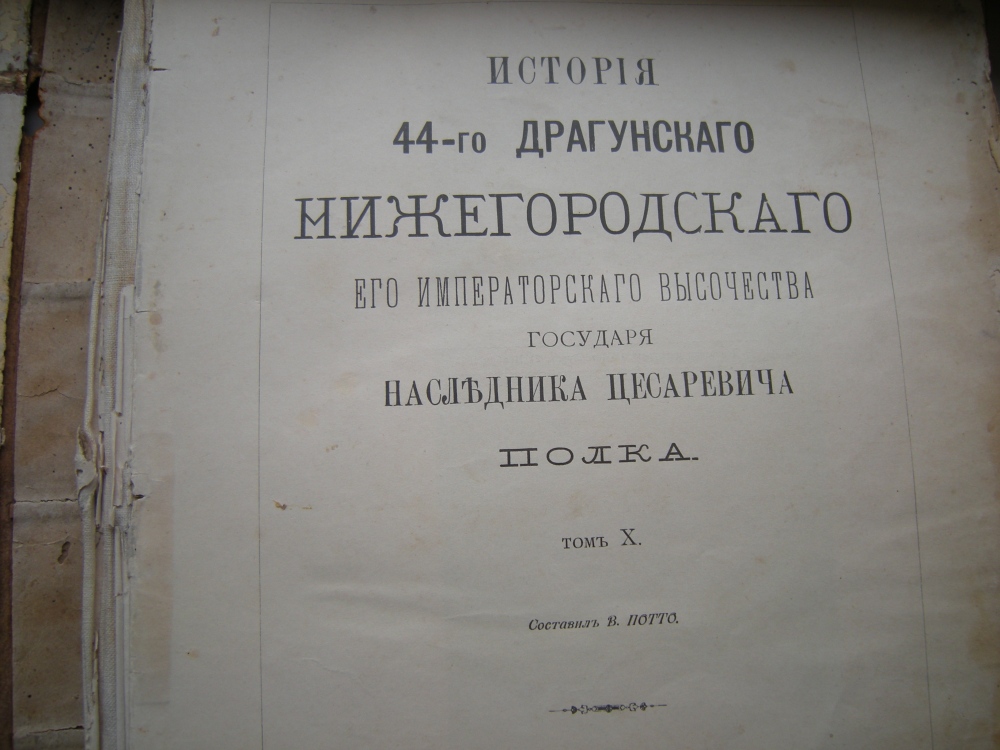 ИСТОРІЯ
44-го ДРАГУНСКАГО
НИЖЕГОРОДСКАГО
ЕГО ИМПЕРАТОРСКАГО ВЫСОЧЕСТВА
ГОСУДАРЯ
НАСЛѢДНИКА ЦЕСАРЕВИЧА
ПОЛКА.
томъ X.
Составилъ В. ПОТТО.